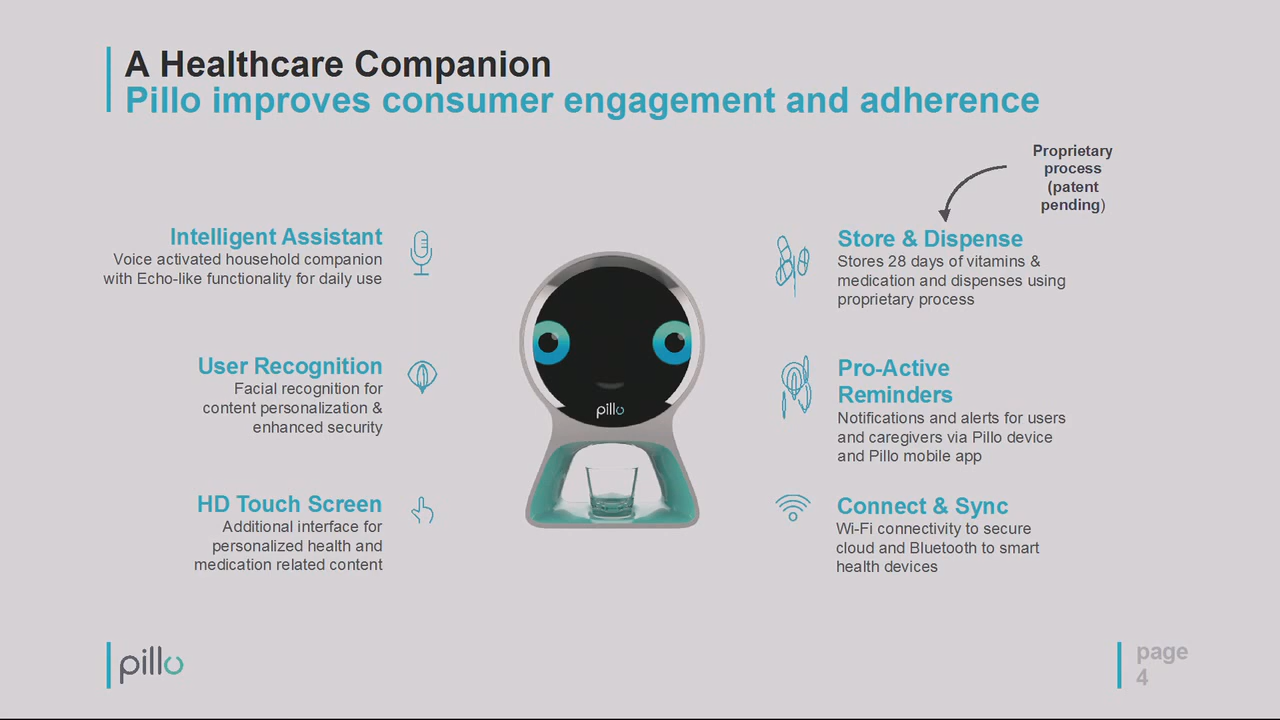 A Healthcare Companion
Pillo improves consumer engagement and adherence
Proprietary
process
(patent
pending)
Intelligent Assistant
Voice activated household companion
with Echo-like functionality for daily use
User Recognition
Facial recognition for
content personalization &
enhanced security
HD Touch Screen
Additional interface for
personalized health and
medication related content
pillo
Store & Dispense
Stores 28 days of vitamins &
medication and dispenses using
proprietary process
Pro-Active
Reminders
Notifications and alerts for users
and caregivers via Pillo device
and Pillo mobile app
Connect & Sync
Wi-Fi connectivity to secure
cloud and Bluetooth to smart
health devices
pillo
page
4